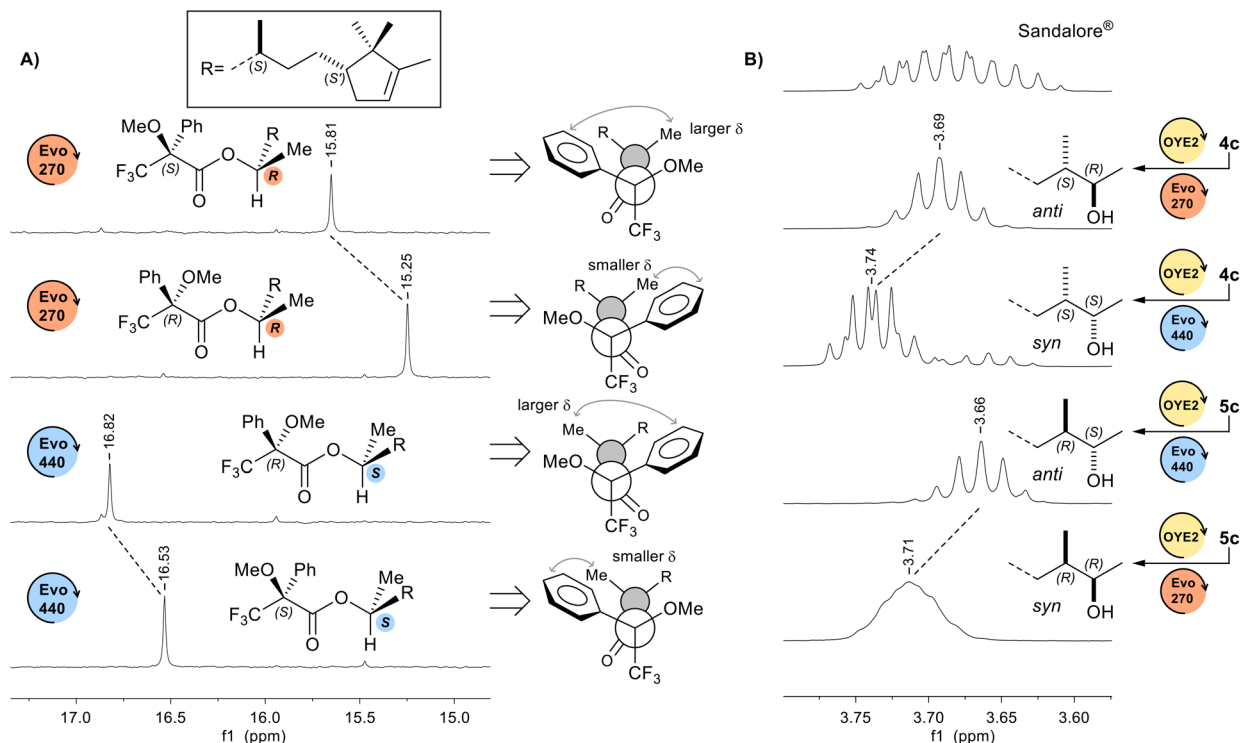 A)
R=
(S)
(S')
Evo
270
MeO
Ph
R
F3C
(S)
O
O
Me
H
R
15.81
R
Me
larger δ
OMe
O
CF3
Evo
270
Ph
OMe
R
F3C
(R)
O
O
Me
H
R
15.25
smaller δ
R
Me
MeO
O
CF3
Evo
440
16.82
Ph
OMe
Me
F3C
(R)
O
O
R
H
S
larger δ
Me
R
MeO
O
CF3
Evo
440
16.53
MeO
Ph
Me
F3C
(S)
O
O
R
H
S
smaller δ
Me
R
OMe
O
CF3
17.0
16.5
16.0
15.5
15.0
f1 (ppm)
B)
Sandalore®
3.69
(R)
(S)
anti
OH
OYE2
4c
Evo
270
3.74
(S)
(S)
syn
OH
OYE2
4c
Evo
440
3.66
(S)
(R)
anti
OH
OYE2
5c
Evo
440
3.71
(R)
(R)
syn
OH
OYE2
5c
Evo
270
3.75
3.70
3.65
3.60
f1 (ppm)